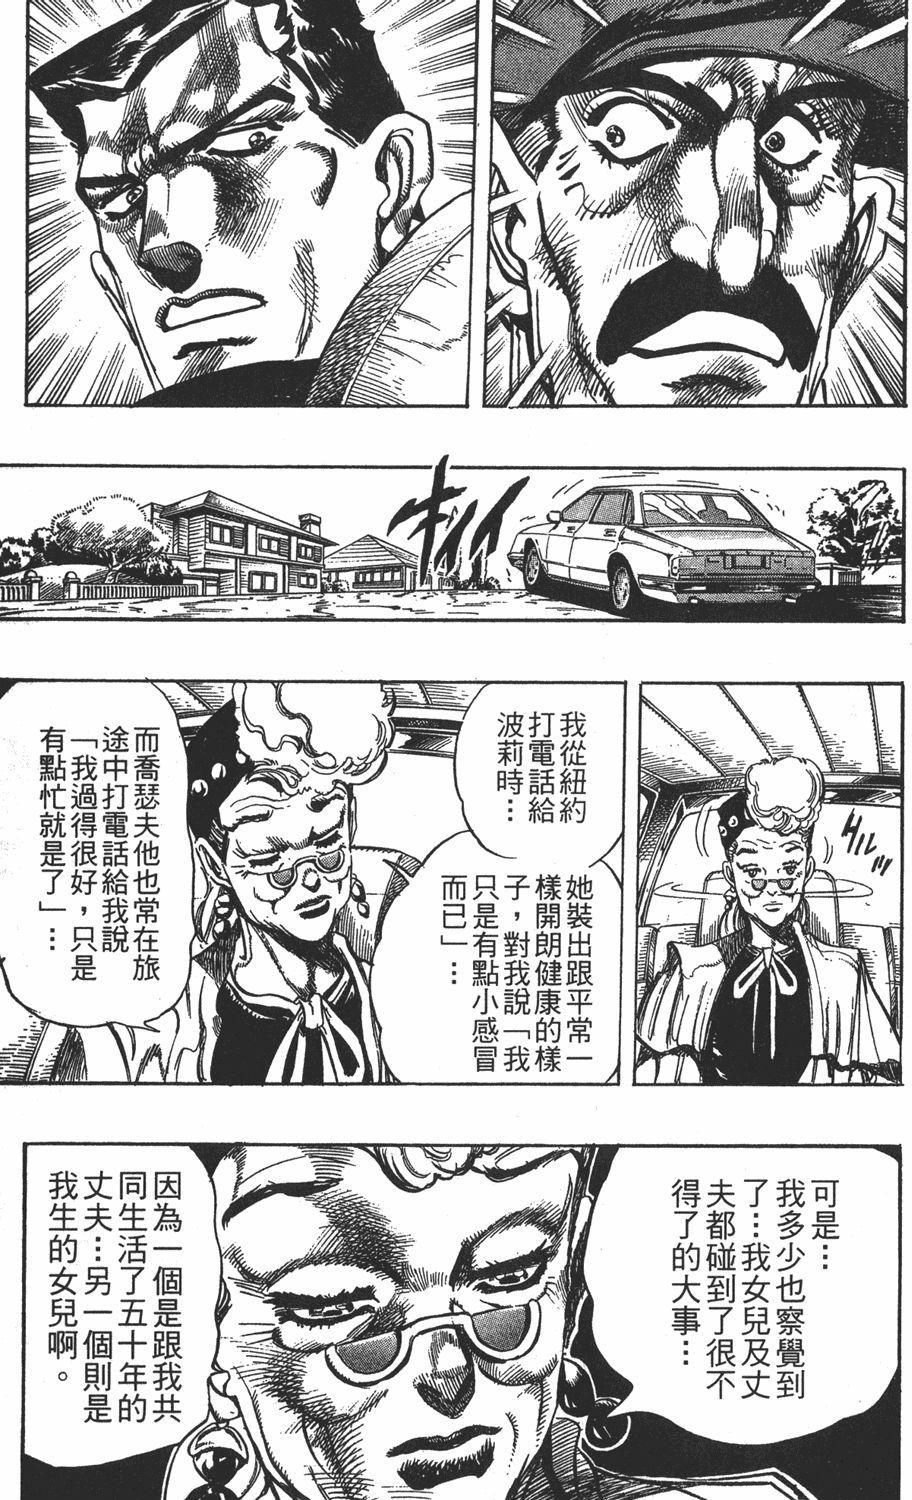 キイイイ
ガルル
我從紐約
打電話給
波莉時…
她裝出跟平常一
樣開朗健康的樣
子，對我說「我
只是有點小感冒
而已」…
而喬瑟夫他也常在旅
途中打電話給我說
「我過得很好，只是
有點忙就是了」…
可是…
我多少也察覺到
了…我女兒及丈
夫都碰到了很不
得了的大事…
因為一個是跟我共
同生活了五十年的
丈夫…另一個則是
我生的女兒啊。